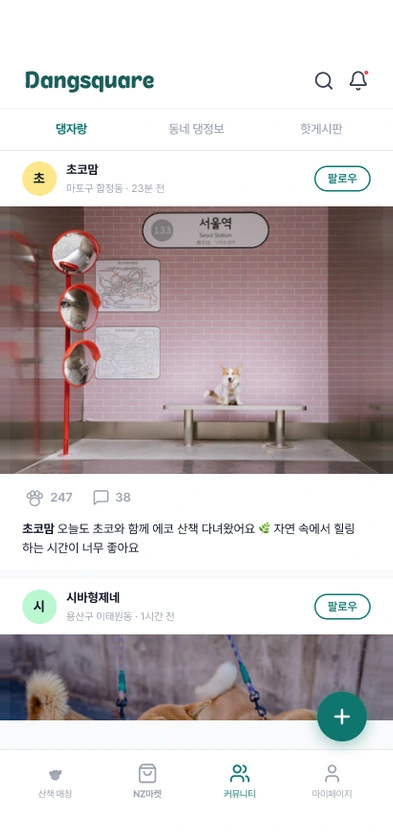 Dangsquare
댕자랑 동네 댕정보 핫게시판
초 초코맘 팔로우
마포구 합정동 · 23분 전
133 서울역
Seoul Station
247 38
초코맘 오늘도 초코와 함께 에코 산책 다녀왔어요 🌿 자연 속에서 힐링
하는 시간이 너무 좋아요
시 시바형제네 팔로우
용산구 이태원동 · 1시간 전
산책 매칭 NZ마켓 커뮤니티 마이페이지